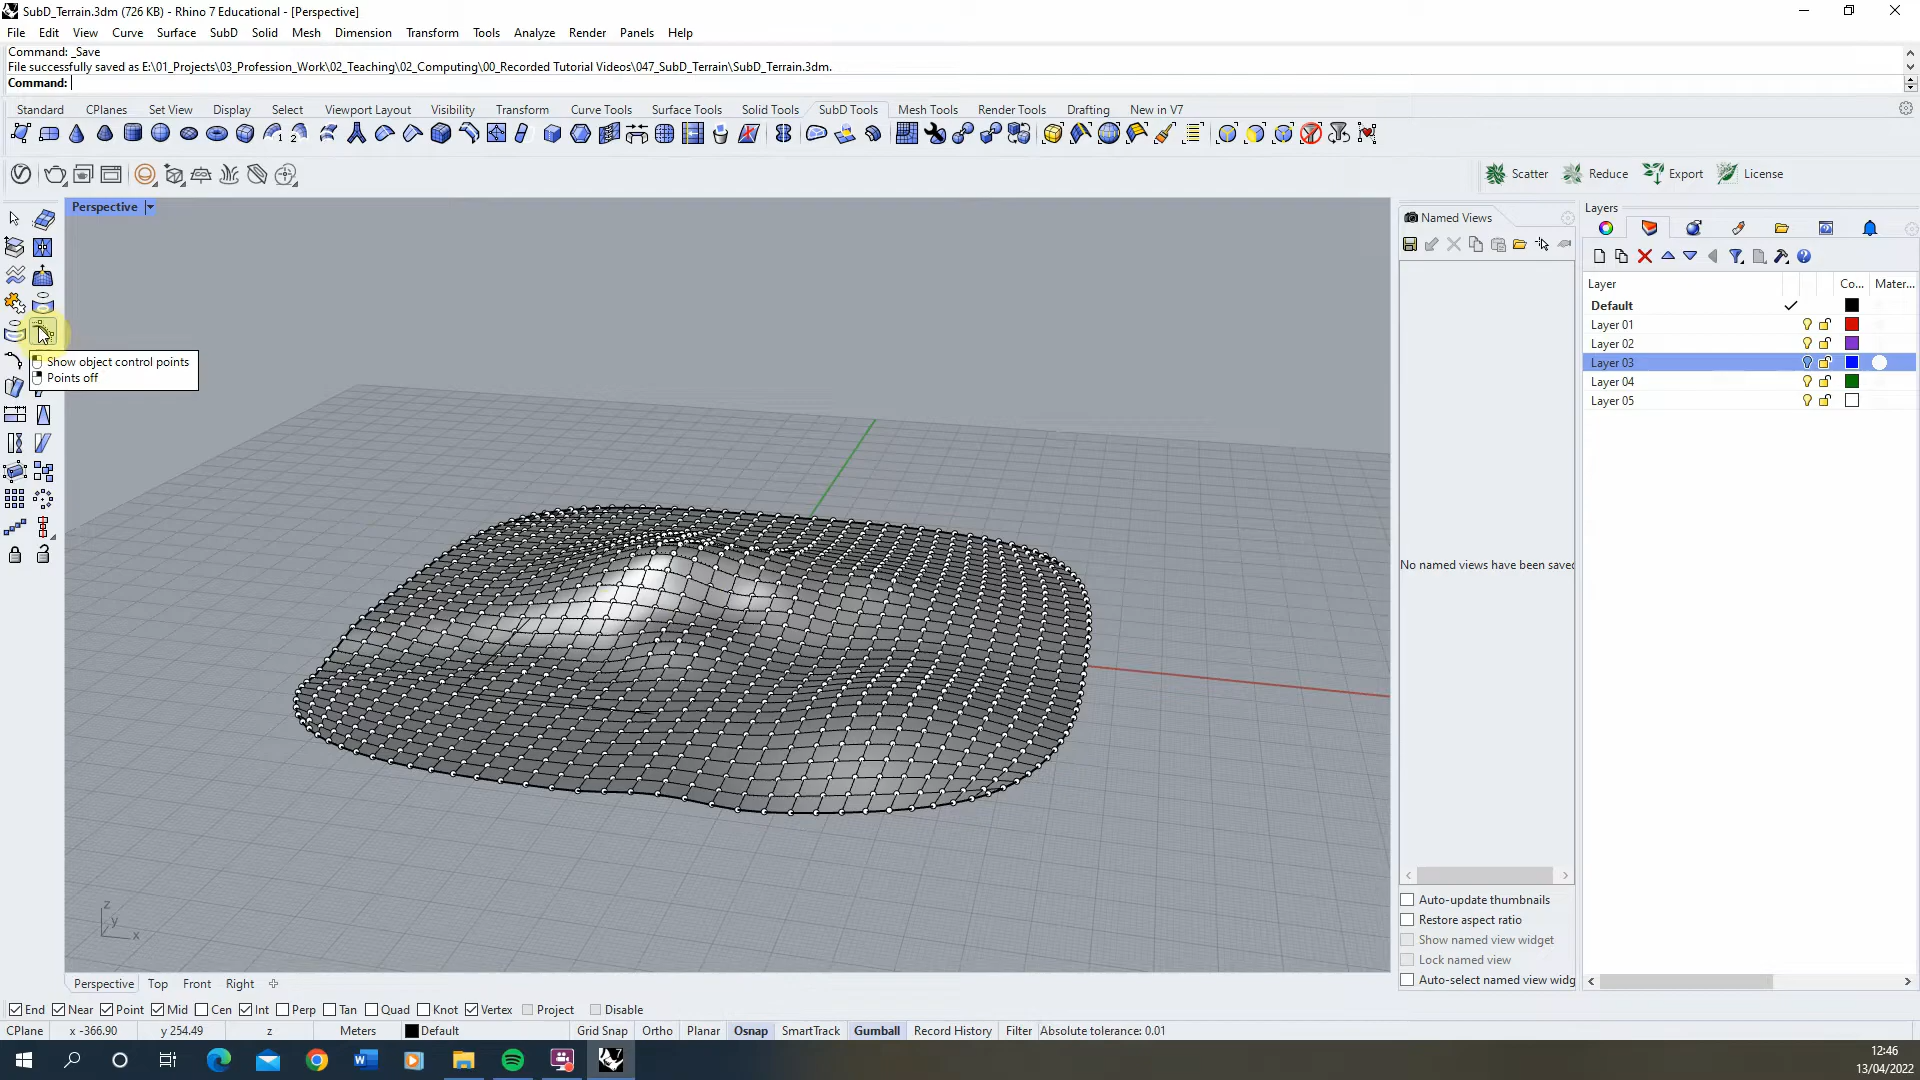 SubD_Terrain.3dm (726 KB) - Rhino 7 Educational - [Perspective]
File Edit View Curve Surface SubD Solid Mesh Dimension Transform Tools Analyze Render Panels Help
Command: _Save
File successfully saved as E:\01_Projects\03_Profession_Work\02_Teaching\02_Computing\00_Recorded Tutorial Videos\047_SubD_Terrain\SubD_Terrain.3dm.
Command:
Standard CPlanes Set View Display Select Viewport Layout Visibility Transform Curve Tools Surface Tools Solid Tools SubD Tools Mesh Tools Render Tools Drafting New in V7
Scatter Reduce Export License
Perspective
Show object control points
Points off
Named Views
No named views have been saved
Auto-update thumbnails
Restore aspect ratio
Show named view widget
Lock named view
Auto-select named view widg
Layers
Layer Co... Mater...
Default
Layer 01
Layer 02
Layer 03
Layer 04
Layer 05
z
y
x
Perspective Top Front Right
End Near Point Mid Cen Int Perp Tan Quad Knot Vertex Project Disable
CPlane x -366.90 y 254.49 z Meters Default Grid Snap Ortho Planar Osnap SmartTrack Gumball Record History Filter Absolute tolerance: 0.01
12:46
13/04/2022